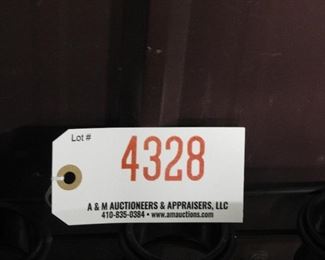 Lot #
4328
A & M AUCTIONEERS & APPRAISERS, LLC
410-835-0384 • www.amauctions.com